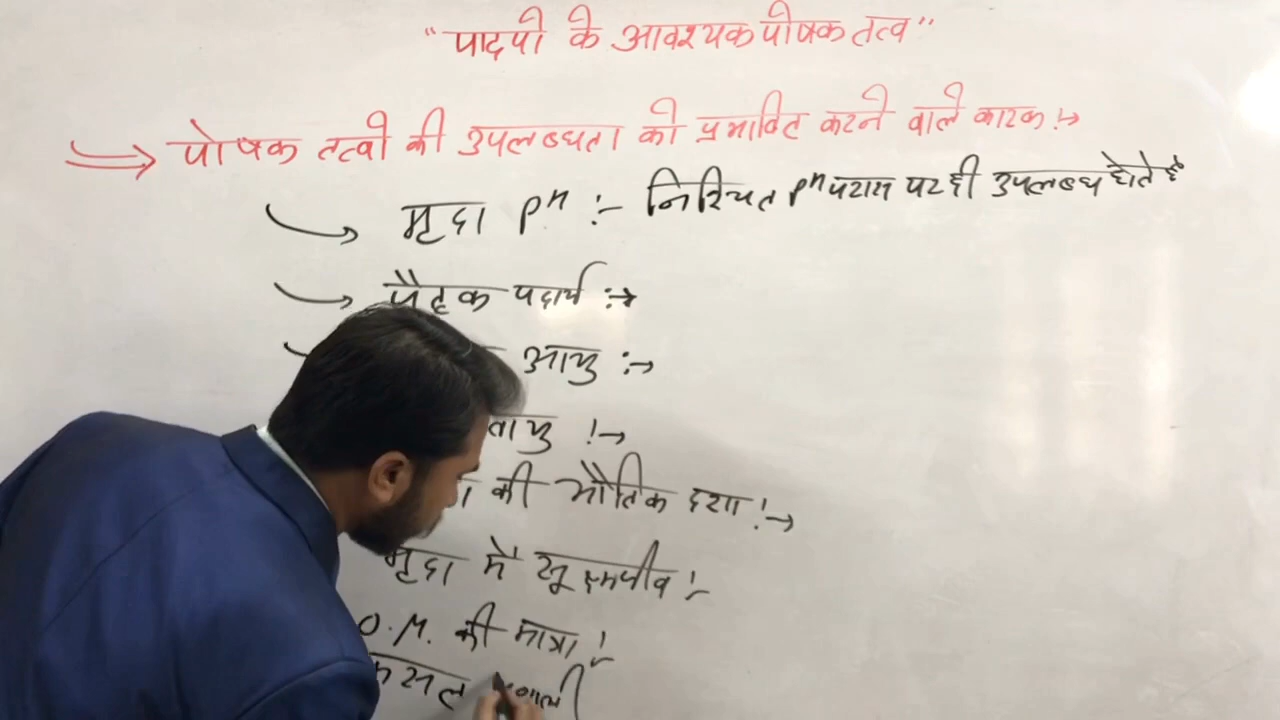 "पादपो के आवश्यक पोषक तत्व"
पोषक तत्वो की उपलब्धता को प्रभावित करने वाले कारक !→
मृदा pH :- निश्चित pH परास पर ही उपलब्ध होते है
पैतृक पदार्थ :→
आयु :→
वायु !→
की भौतिक दशा !→
मृदा मे सूक्ष्मजीव :-
O.M. की मात्रा !-
फसल